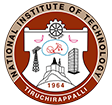 NATIONAL INSTITUTE OF TECHNOLOGY
1964
TIRUCHIRAPPALLI